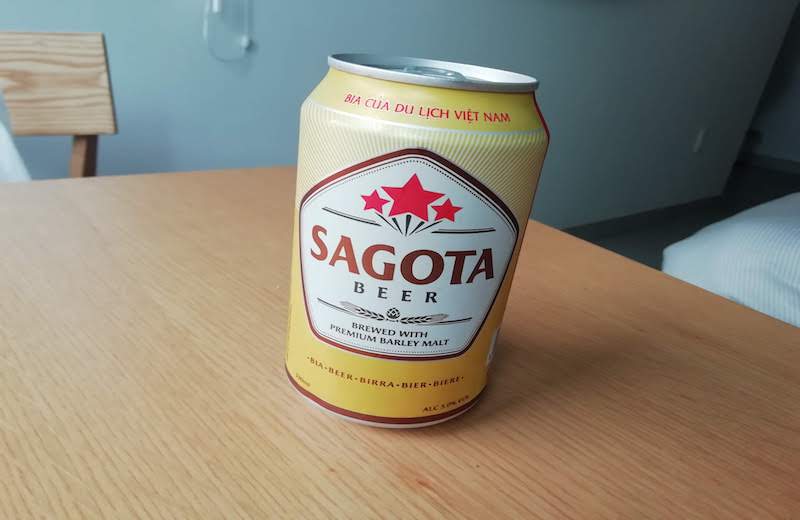 BIA CỦA DU LỊCH VIỆT NAM
SAGOTA
BEER
BREWED WITH
PREMIUM BARLEY MALT
·BIA·BEER·BIRRA·BIER·BIERE·
ALC 5.0% VOL